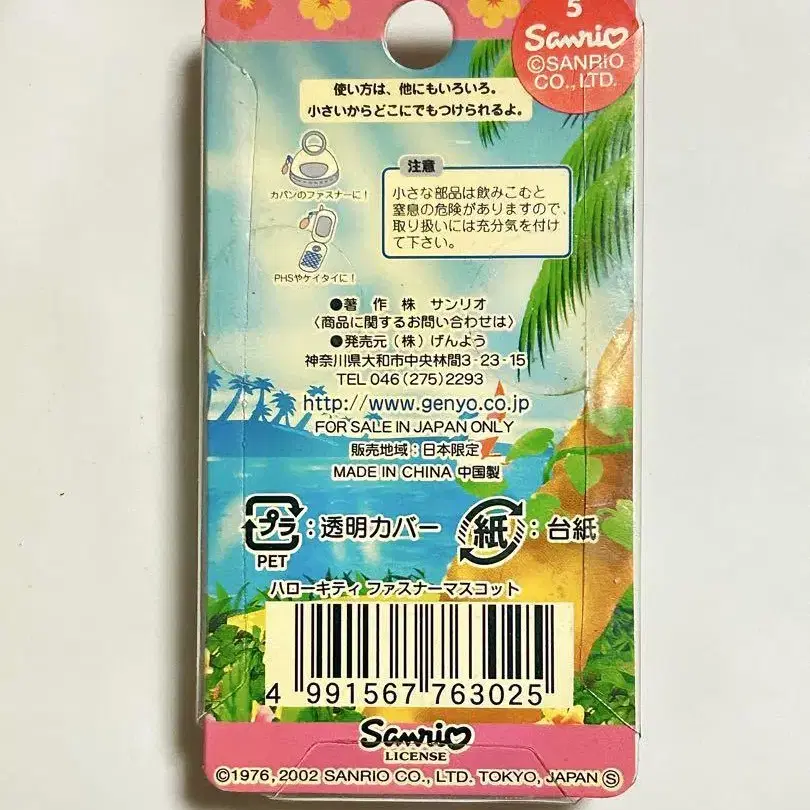 5
Sanrio
©SANRIO
CO., LTD.
使い方は、他にもいろいろ。
小さいからどこにでもつけられるよ。
カバンのファスナーに!
PHSやケイタイに!
注意
小さな部品は飲みこむと
窒息の危険がありますので、
取り扱いには充分気を付け
て下さい。
●著 作 株 サンリオ
〈商品に関するお問い合わせは〉
●発売元(株)げんよう
神奈川県大和市中央林間3-23-15
TEL 046(275)2293
http://www.genyo.co.jp
FOR SALE IN JAPAN ONLY
販売地域:日本限定
MADE IN CHINA 中国製
プラ:透明カバー
PET
紙:台紙
ハローキティ ファスナーマスコット
4 991567 763025
Sanrio
LICENSE
©1976, 2002 SANRIO CO., LTD. TOKYO, JAPAN Ⓢ